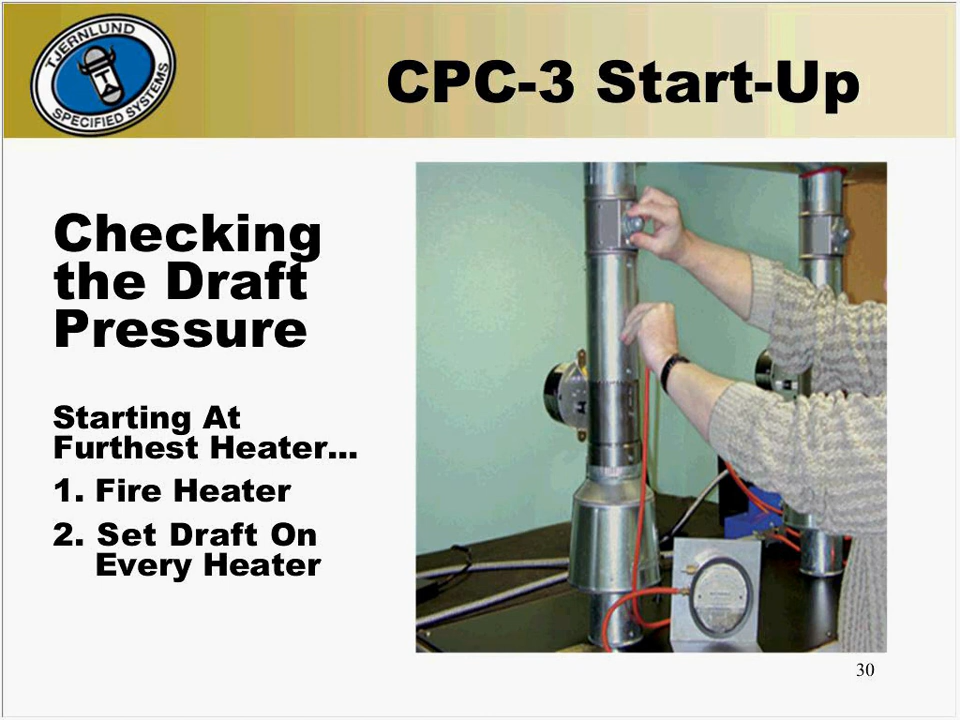 TJERNLUND
SPECIFIED SYSTEMS
CPC-3 Start-Up
Checking
the Draft
Pressure
Starting At
Furthest Heater...
1. Fire Heater
2. Set Draft On
Every Heater
30